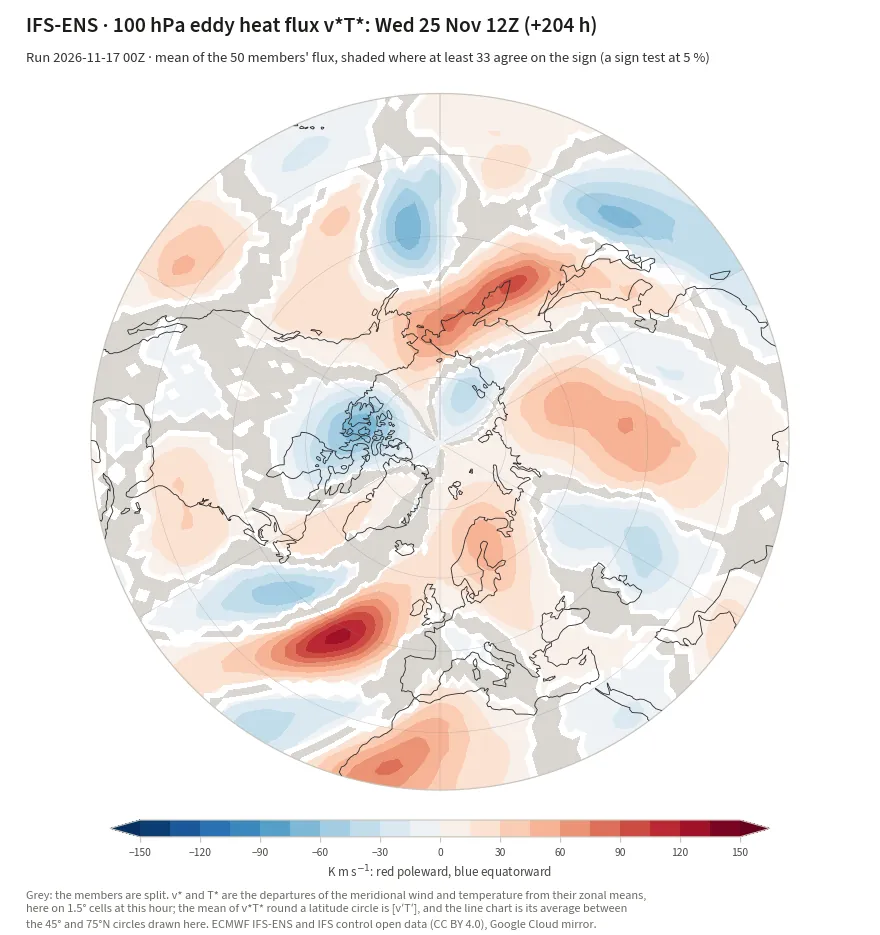 IFS-ENS · 100 hPa eddy heat flux v*T*: Wed 25 Nov 12Z (+204 h)
Run 2026-11-17 00Z · mean of the 50 members' flux, shaded where at least 33 agree on the sign (a sign test at 5 %)
−150 −120 −90 −60 −30 0 30 60 90 120 150
K m s⁻¹: red poleward, blue equatorward
Grey: the members are split. v* and T* are the departures of the meridional wind and temperature from their zonal means,
here on 1.5° cells at this hour; the mean of v*T* round a latitude circle is [v'T'], and the line chart is its average between
the 45° and 75°N circles drawn here. ECMWF IFS-ENS and IFS control open data (CC BY 4.0), Google Cloud mirror.